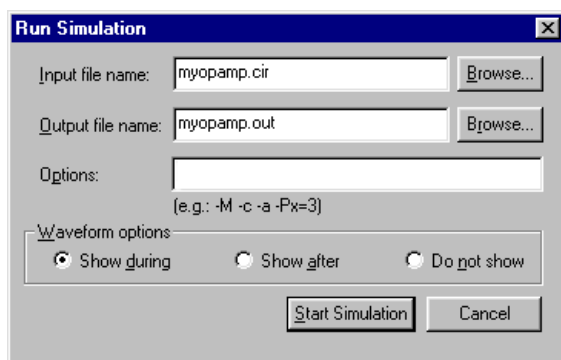 Run Simulation
Input file name: myopamp.cir Browse...
Output file name: myopamp.out Browse...
Options:
(e.g.: -M -c -a -Px=3)
Waveform options
Show during Show after Do not show
Start Simulation Cancel